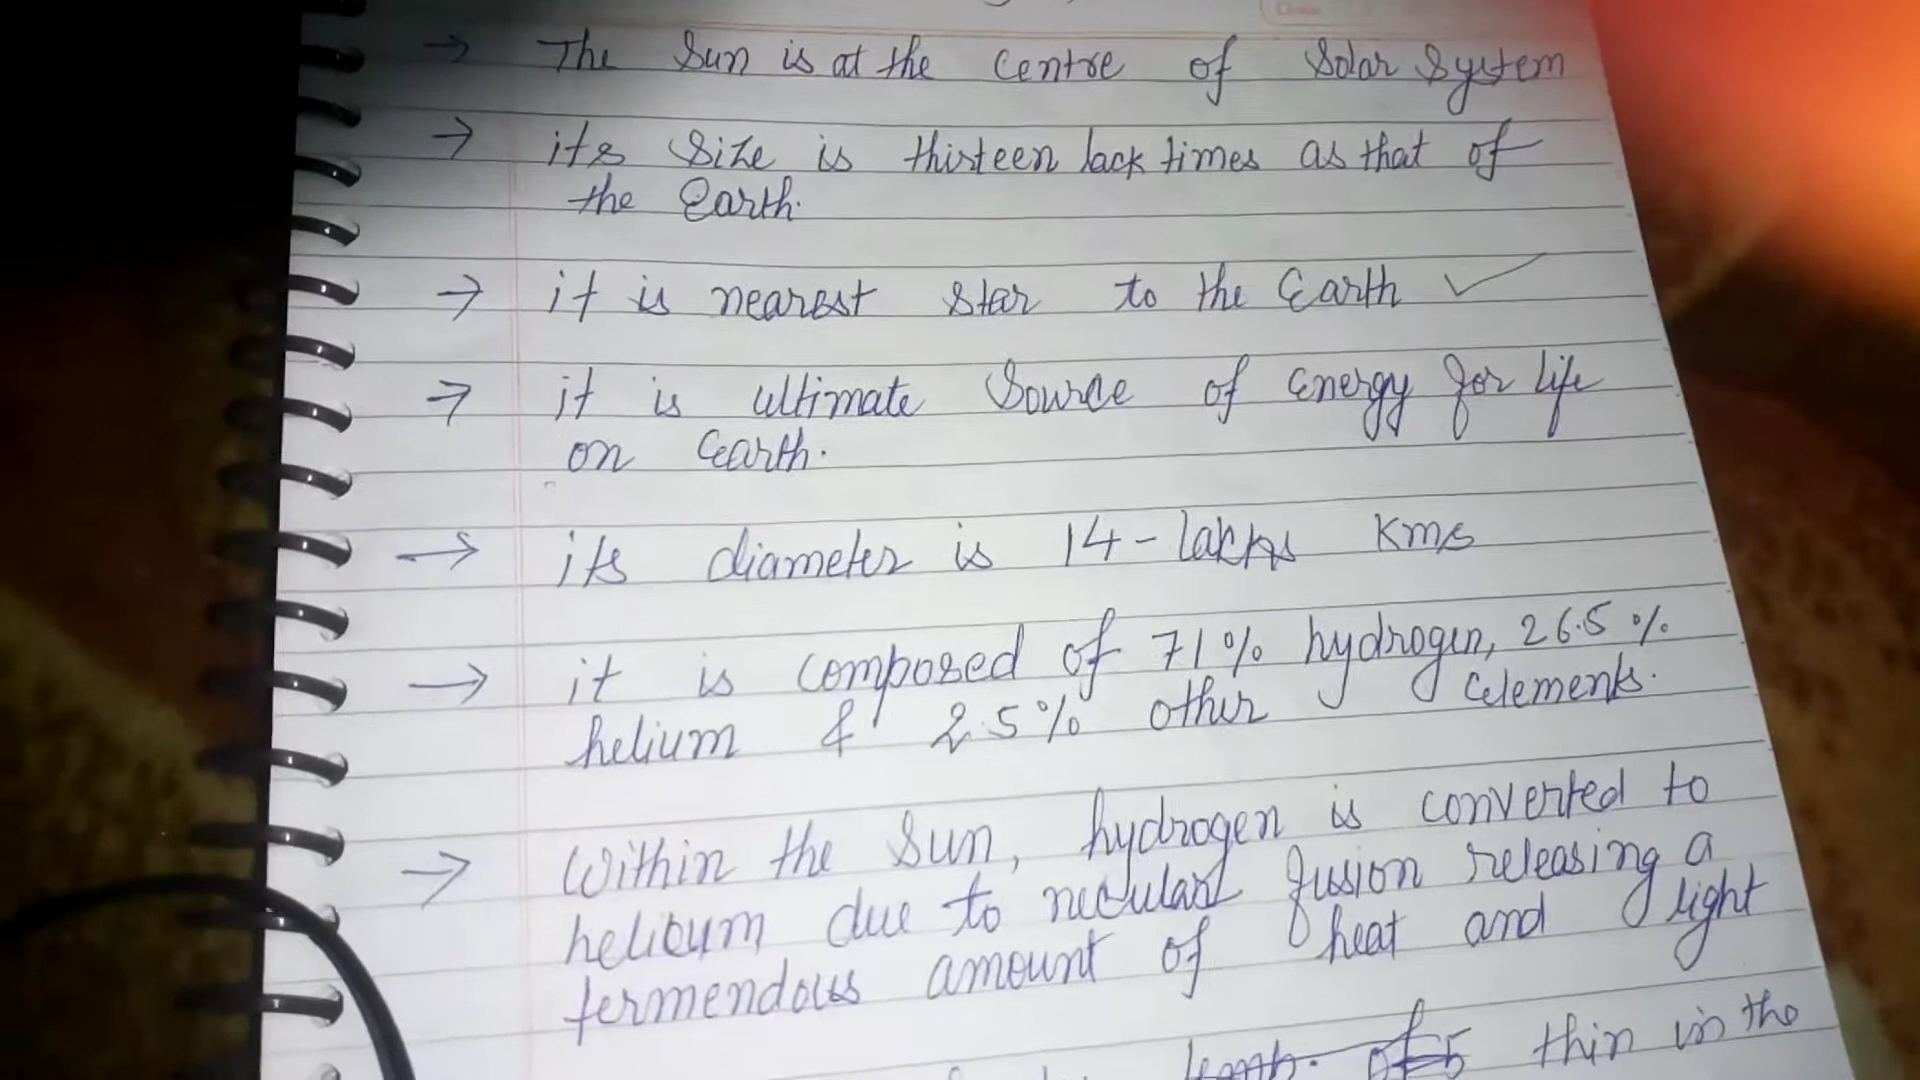 → The Sun is at the Centre of Solar System
→ its Size is thirteen lack times as that of
the Earth.
→ it is nearest star to the Earth ✓
→ it is ultimate Source of Energy for life
on Earth.
→ its diameter is 14-lakhs Kms
→ it is composed of 71% hydrogen, 26.5%
helium & 2.5% other elements.
→ Within the Sun, hydrogen is converted to
helium due to neculart fusion releasing a
termendous amount of heat and light
thin in the